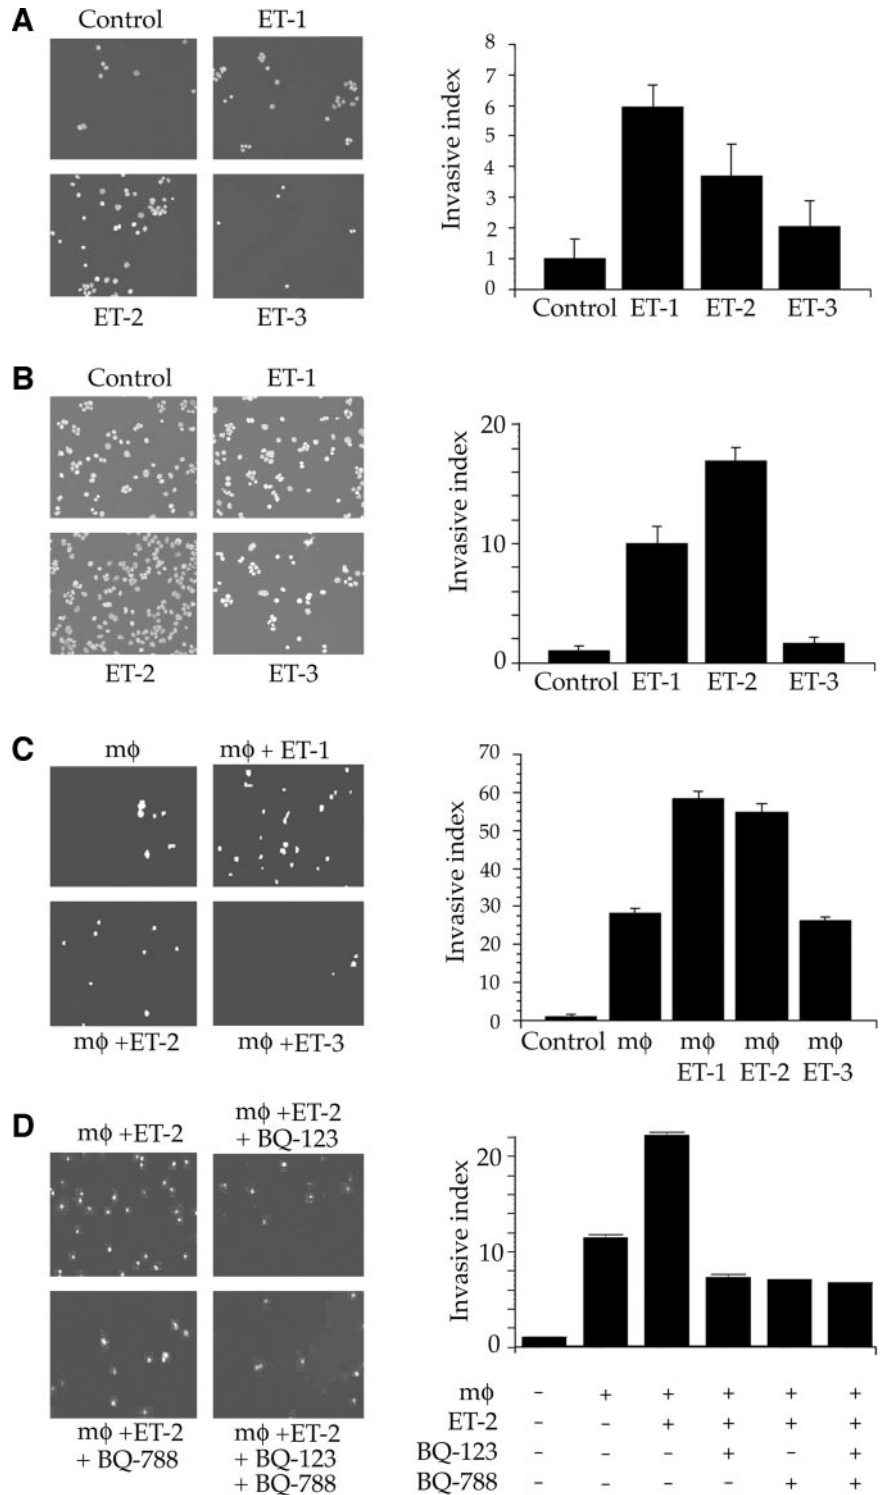 A
Control ET-1
ET-2 ET-3
Invasive index
8
7
6
5
4
3
2
1
0
Control ET-1 ET-2 ET-3
B
Control ET-1
ET-2 ET-3
Invasive index
20
10
0
Control ET-1 ET-2 ET-3
C
mϕ mϕ + ET-1
mϕ +ET-2 mϕ +ET-3
Invasive index
70
60
50
40
30
20
10
0
Control mϕ mϕ mϕ mϕ
ET-1 ET-2 ET-3
D
mϕ +ET-2 mϕ +ET-2
+ BQ-123
mϕ +ET-2 mϕ +ET-2
+ BQ-788 + BQ-123
+ BQ-788
Invasive index
20
10
0
mϕ - + + + + +
ET-2 - - + + + +
BQ-123 - - - + - +
BQ-788 - - - - + +